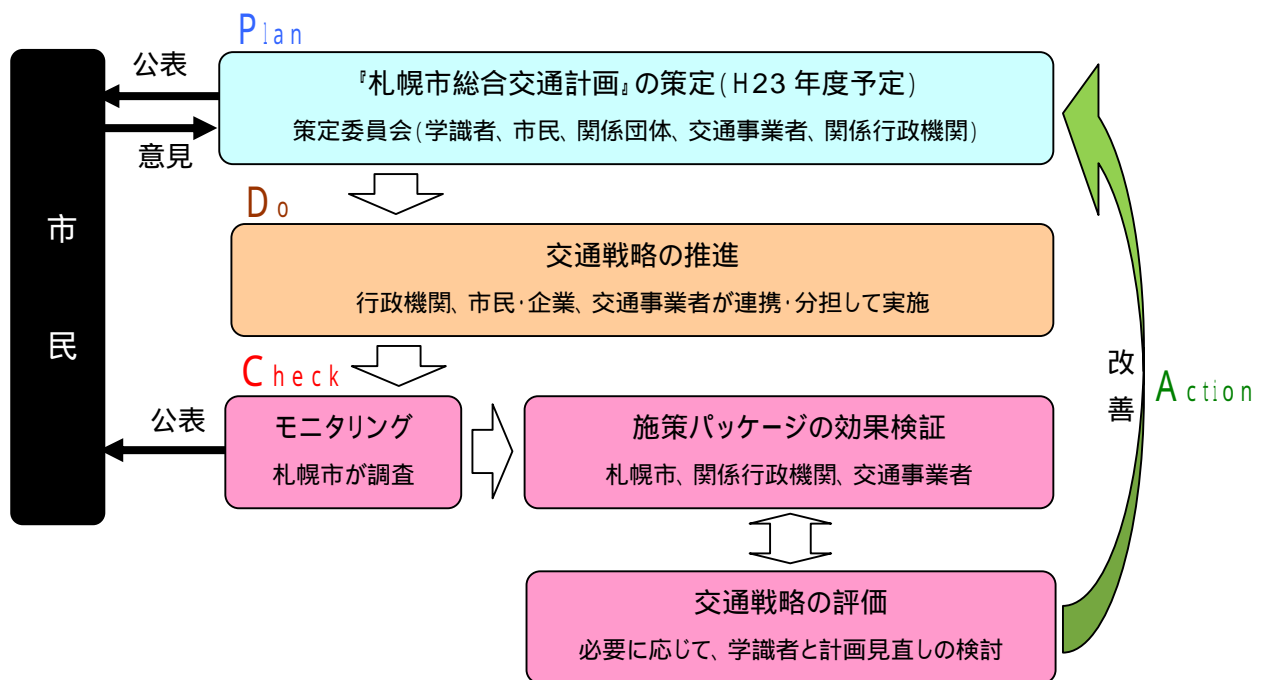 Plan
公表
『札幌市総合交通計画』の策定(H23 年度予定)
策定委員会(学識者、市民、関係団体、交通事業者、関係行政機関)
意見
市民
Do
交通戦略の推進
行政機関、市民・企業、交通事業者が連携・分担して実施
Check
公表
モニタリング
札幌市が調査
施策パッケージの効果検証
札幌市、関係行政機関、交通事業者
改善
Action
交通戦略の評価
必要に応じて、学識者と計画見直しの検討